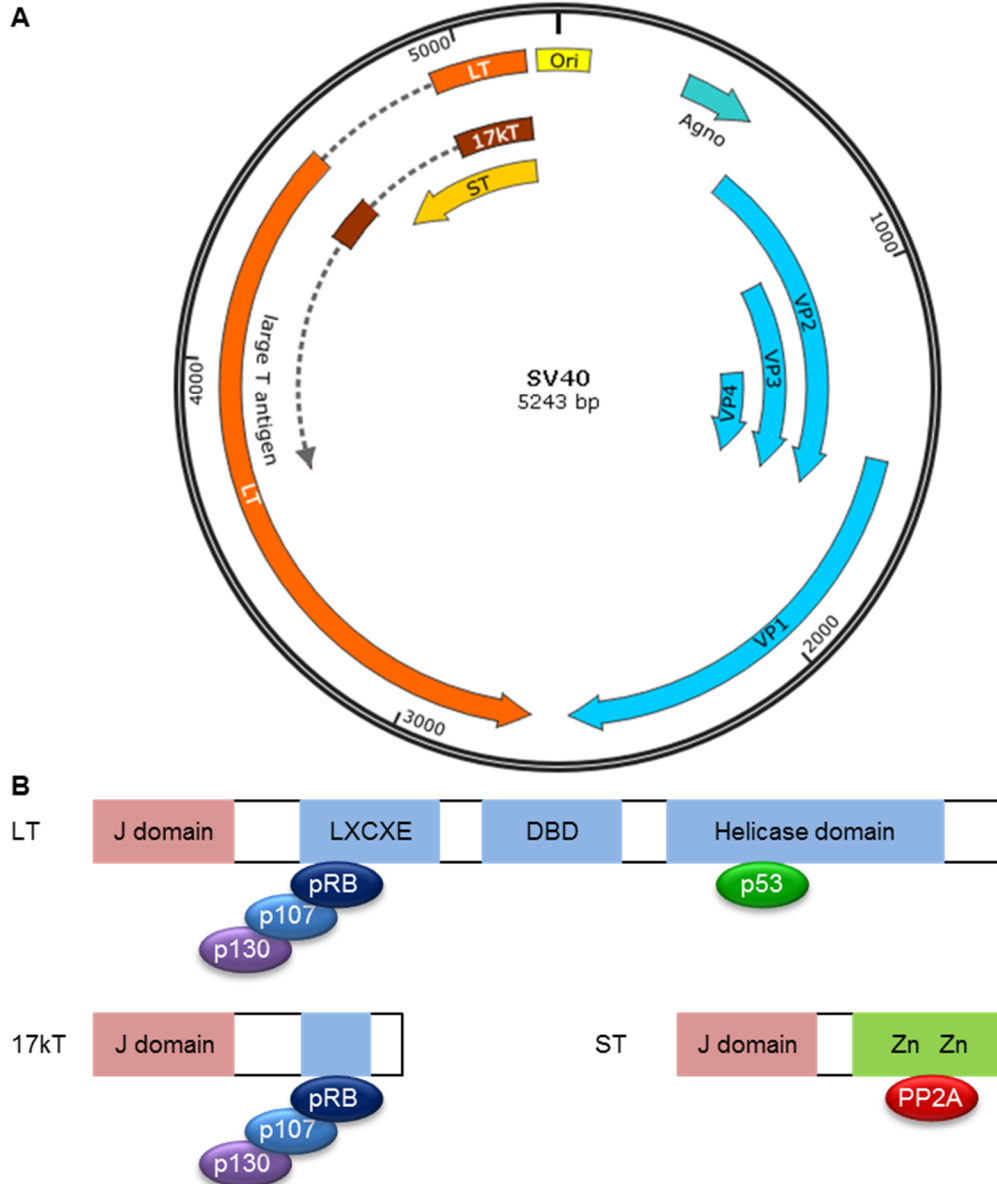 A
5000
LT
Ori
Agno
17kT
ST
1000
VP2
VP3
VP4
SV40
5243 bp
4000
large T antigen
LT
VP1
2000
3000
B
LT
J domain
LXCXE
DBD
Helicase domain
pRB
p107
p130
p53
17kT
J domain
pRB
p107
p130
ST
J domain
Zn Zn
PP2A